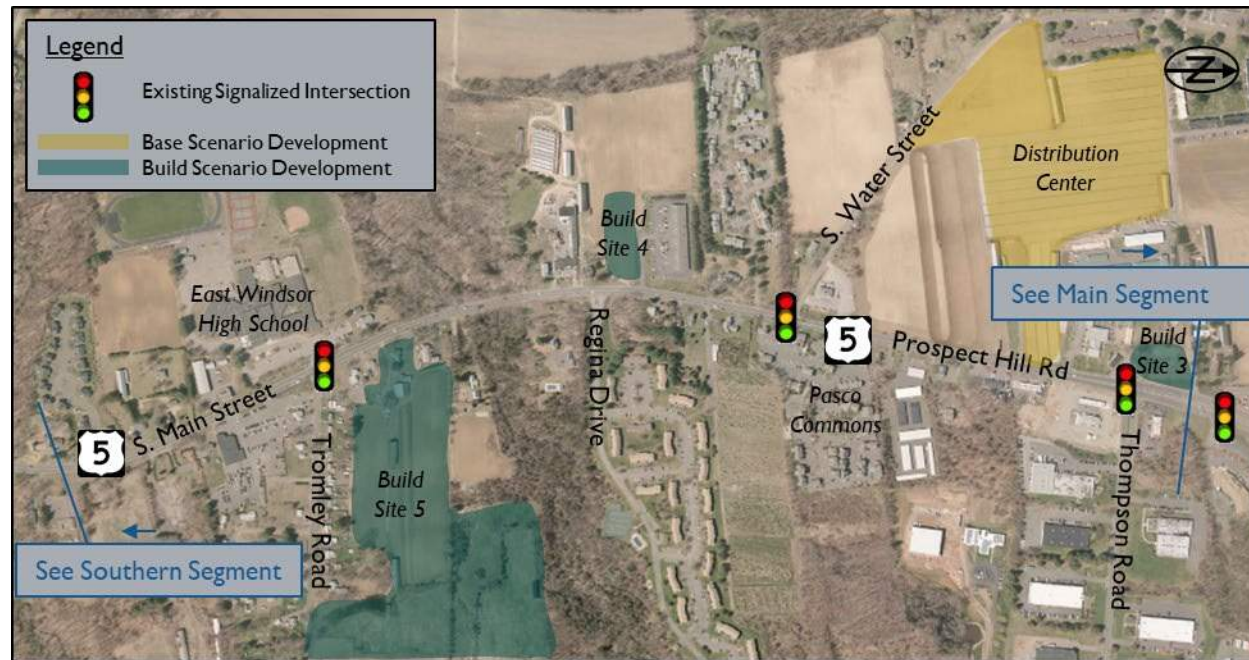 Legend
Existing Signalized Intersection
Base Scenario Development
Build Scenario Development
N
S. Water Street
Distribution
Center
Build
Site 4
See Main Segment
East Windsor
High School
Regina Drive
5
Prospect Hill Rd
Build
Site 3
S. Main Street
5
Pasco
Commons
Tromley Road
Build
Site 5
Thompson Road
See Southern Segment